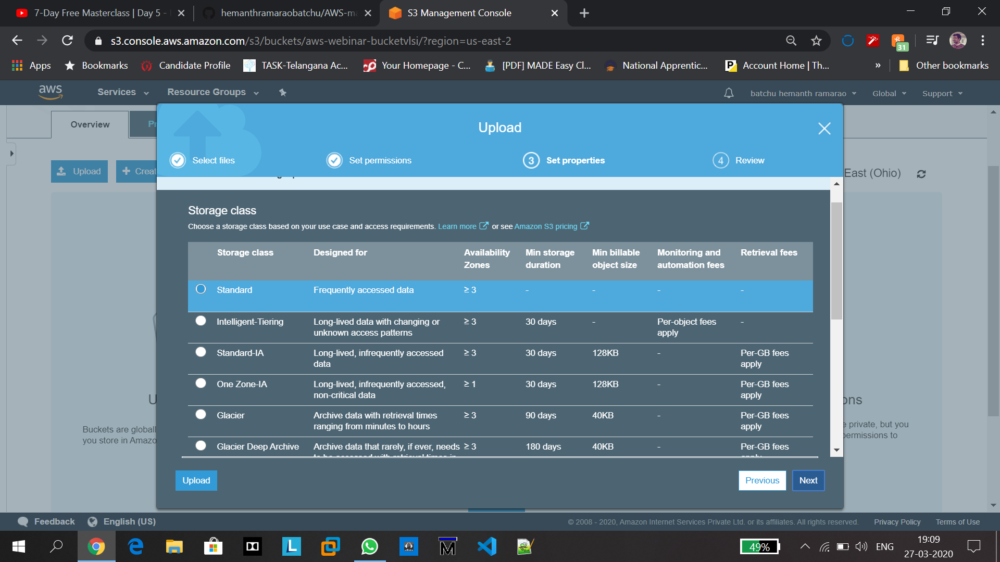 7-Day Free Masterclass | Day 5 -
hemanthramaraobatchu/AWS-ma
S3 Management Console
s3.console.aws.amazon.com/s3/buckets/aws-webinar-bucketvlsi/?region=us-east-2
31
Apps
Bookmarks
Candidate Profile
TASK-Telangana Ac...
Your Homepage - C...
[PDF] MADE Easy Cl...
National Apprentic...
Account Home | Th...
»
Other bookmarks
aws
Services
Resource Groups
batchu hemanth ramarao
Global
Support
Overview
Pr
Upload
Select files
Set permissions
3 Set properties
4 Review
Upload
+ Creat
East (Ohio)
Storage class
Choose a storage class based on your use case and access requirements. Learn more or see Amazon S3 pricing
Storage class Designed for Availability Zones Min storage duration Min billable object size Monitoring and automation fees Retrieval fees
Standard Frequently accessed data ≥ 3 - - - -
Intelligent-Tiering Long-lived data with changing or unknown access patterns ≥ 3 30 days - Per-object fees apply -
Standard-IA Long-lived, infrequently accessed data ≥ 3 30 days 128KB - Per-GB fees apply
One Zone-IA Long-lived, infrequently accessed, non-critical data ≥ 1 30 days 128KB - Per-GB fees apply
Glacier Archive data with retrieval times ranging from minutes to hours ≥ 3 90 days 40KB - Per-GB fees apply
Glacier Deep Archive Archive data that rarely, if ever, needs ≥ 3 180 days 40KB - Per-GB fees
U
ons
Buckets are globall
you store in Amazo
e private, but you
permissions to
Upload
Previous
Next
Feedback
English (US)
© 2008 - 2020, Amazon Internet Services Private Ltd. or its affiliates. All rights reserved.
Privacy Policy
Terms of Use
49%
ENG
19:09
27-03-2020